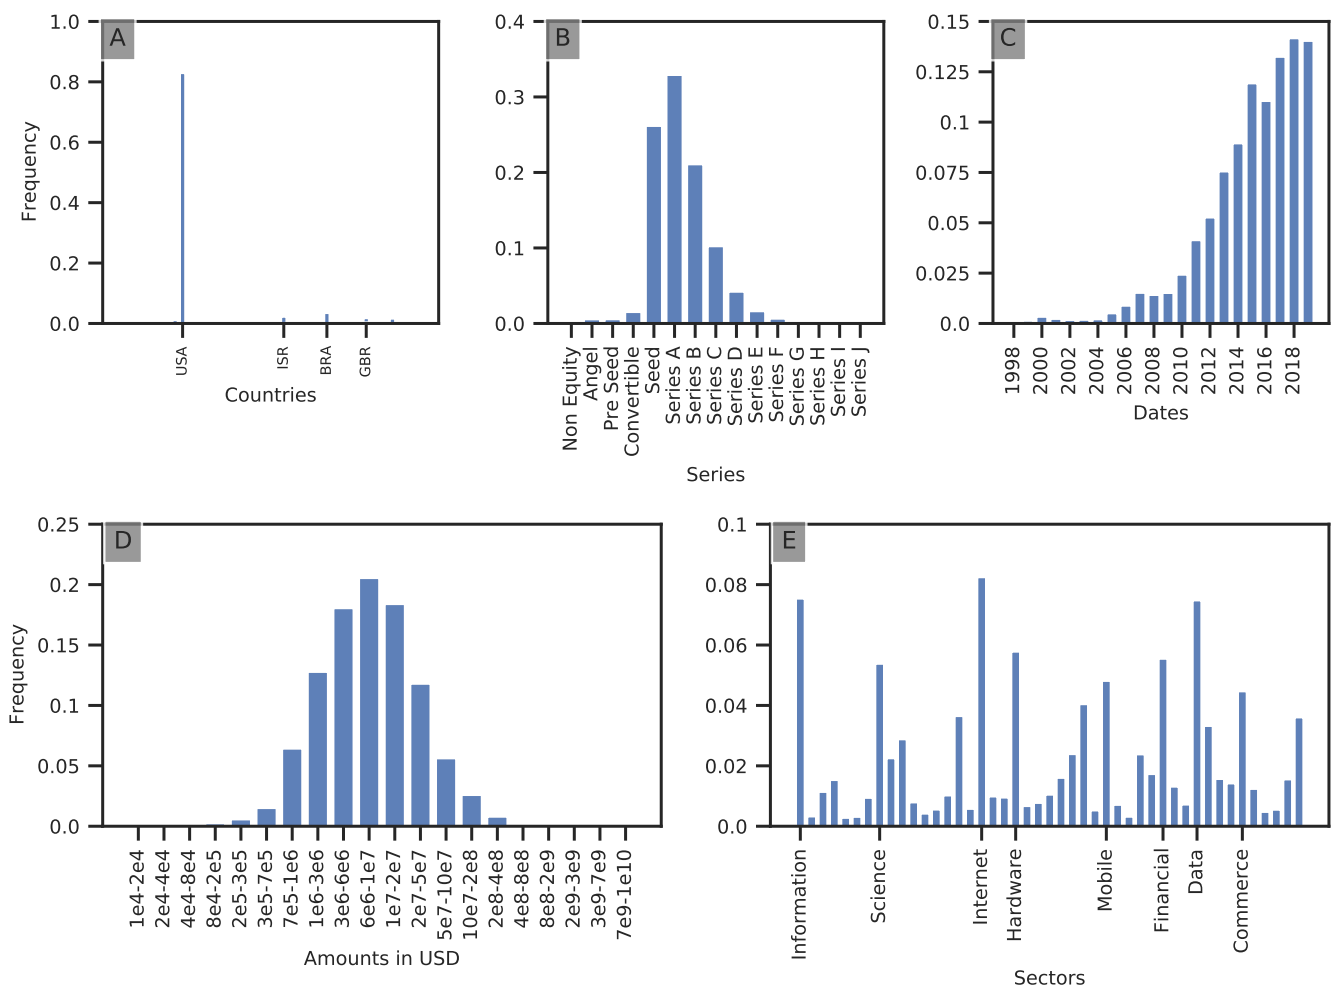 A
1.0
0.8
0.6
0.4
0.2
0.0
Frequency
USA
ISR
BRA
GBR
Countries
B
0.4
0.3
0.2
0.1
0.0
Non Equity
Angel
Pre Seed
Convertible
Seed
Series A
Series B
Series C
Series D
Series E
Series F
Series G
Series H
Series I
Series J
Series
C
0.15
0.125
0.1
0.075
0.05
0.025
0.0
1998
2000
2002
2004
2006
2008
2010
2012
2014
2016
2018
Dates
D
0.25
0.2
0.15
0.1
0.05
0.0
Frequency
1e4-2e4
2e4-4e4
4e4-8e4
8e4-2e5
2e5-3e5
3e5-7e5
7e5-1e6
1e6-3e6
3e6-6e6
6e6-1e7
1e7-2e7
2e7-5e7
5e7-10e7
10e7-2e8
2e8-4e8
4e8-8e8
8e8-2e9
2e9-3e9
3e9-7e9
7e9-1e10
Amounts in USD
E
0.1
0.08
0.06
0.04
0.02
0.0
Information
Science
Internet
Hardware
Mobile
Financial
Data
Commerce
Sectors